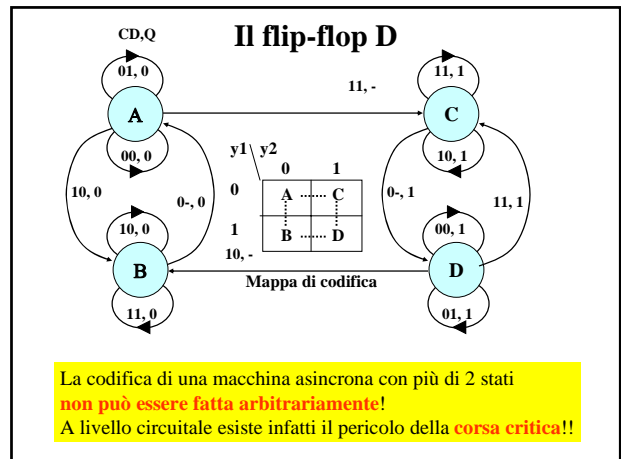 Il flip-flop D
CD,Q
01, 0
11, 1
11, -
A
C
00, 0
10, 1
y1 \ y2
0 1
10, 0
0-, 0
0 A C
0-, 1
11, 1
10, 0
00, 1
1 B D
10, -
B
D
Mappa di codifica
11, 0
01, 1
La codifica di una macchina asincrona con più di 2 stati
non può essere fatta arbitrariamente!
A livello circuitale esiste infatti il pericolo della corsa critica!!